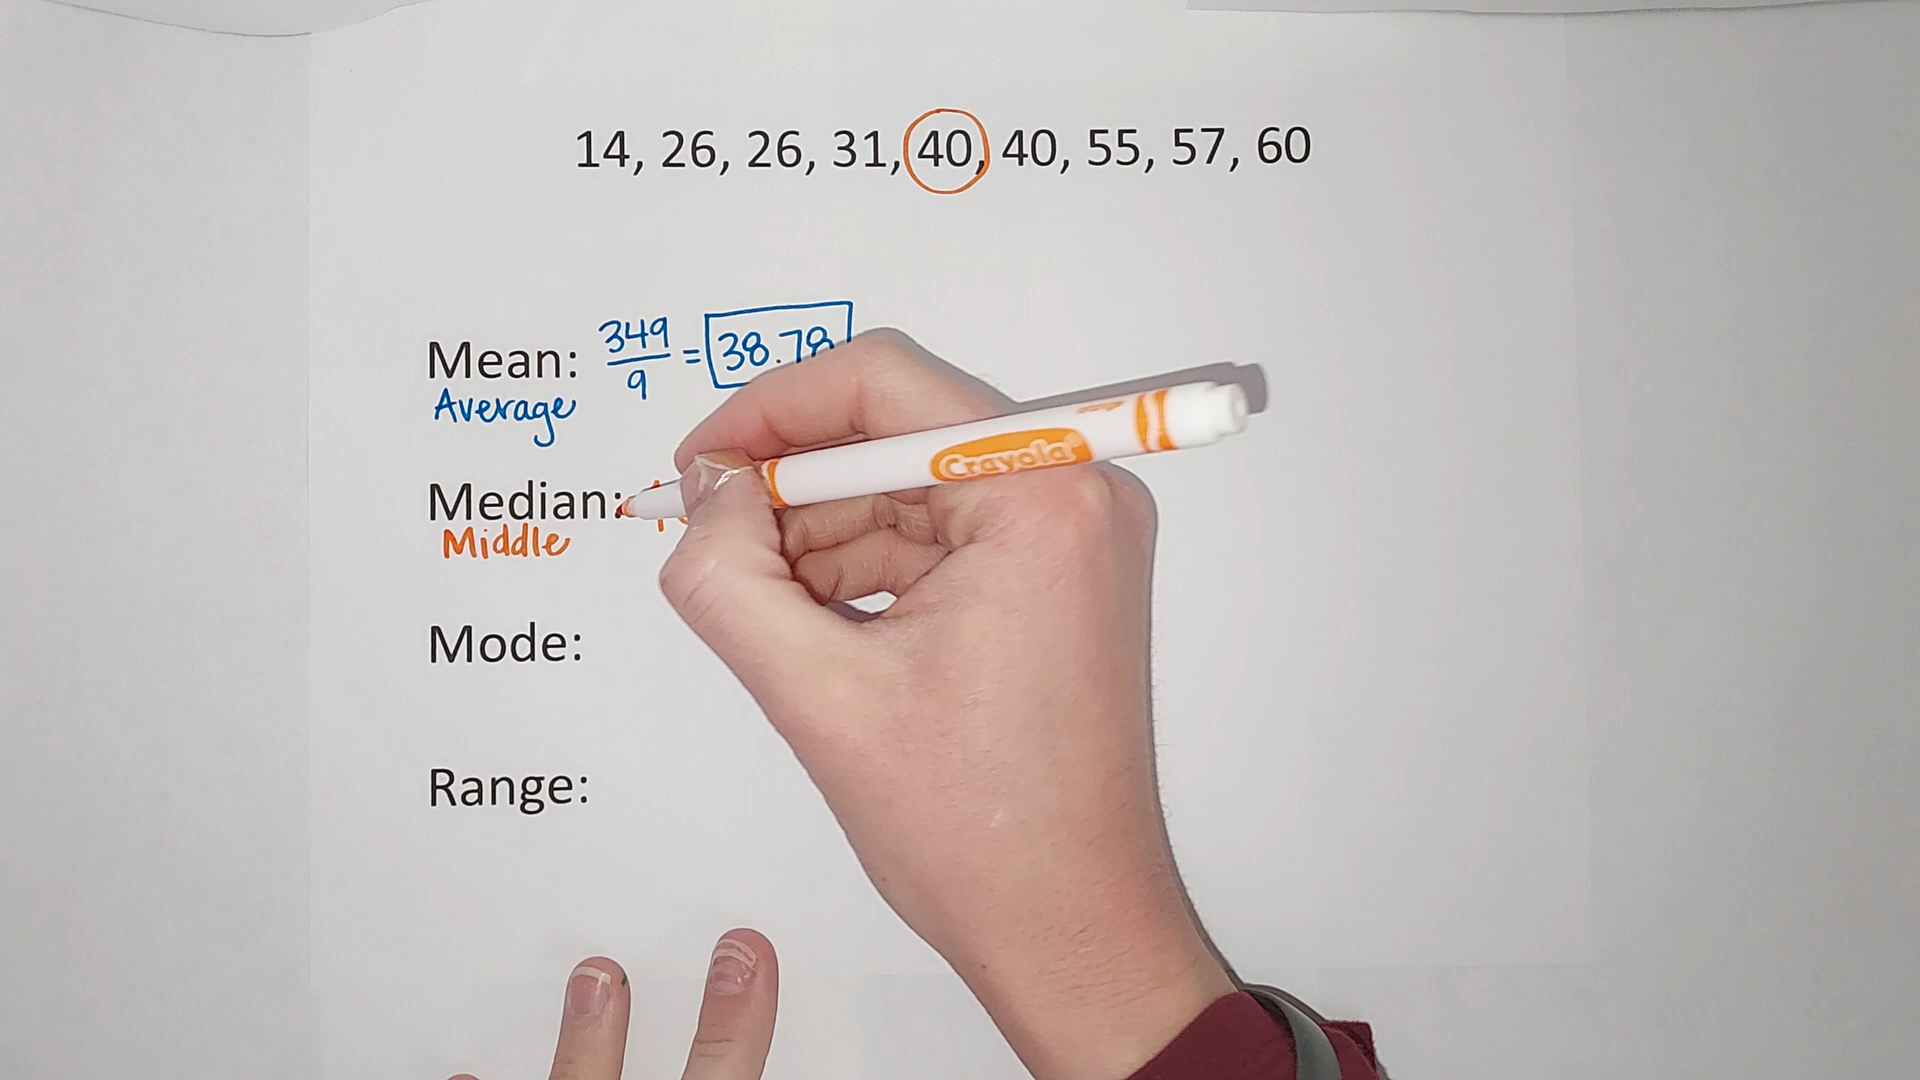 14, 26, 26, 31, 40, 40, 55, 57, 60
Mean: 349/9 = 38.78
Average
Crayola
Median:
Middle
Mode:
Range: